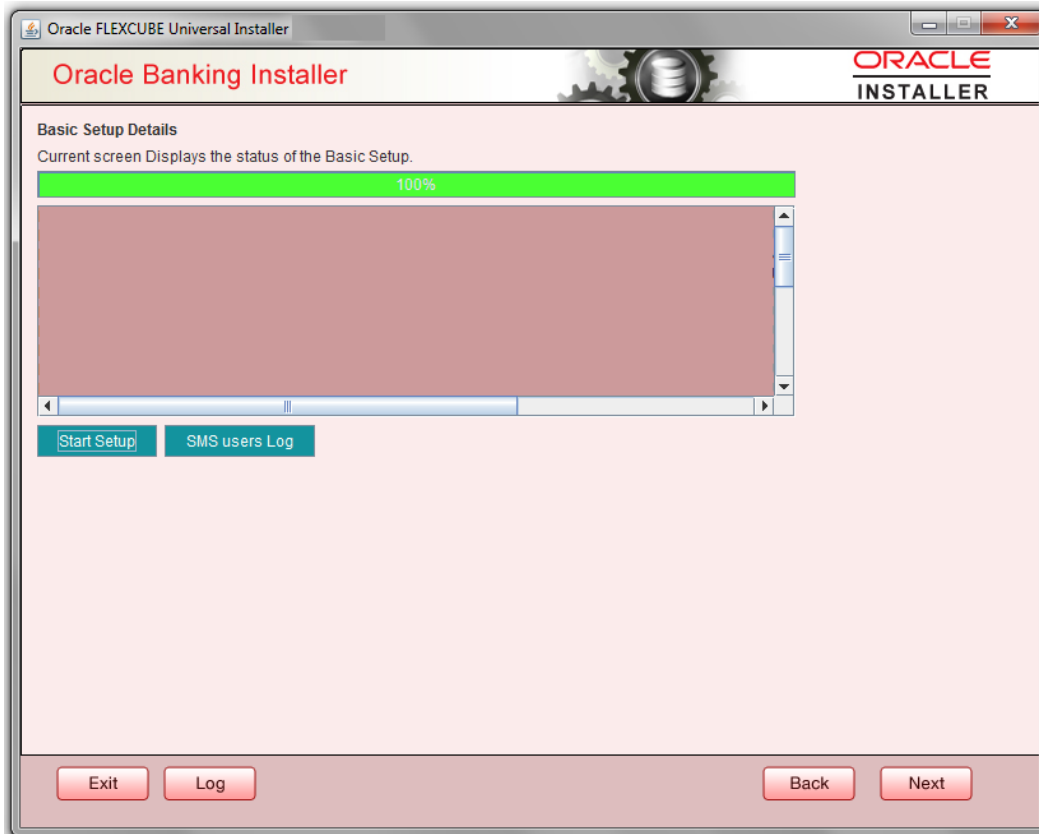 Oracle FLEXCUBE Universal Installer
Oracle Banking Installer
ORACLE
INSTALLER
Basic Setup Details
Current screen Displays the status of the Basic Setup.
100%
Start Setup SMS users Log
Exit Log Back Next